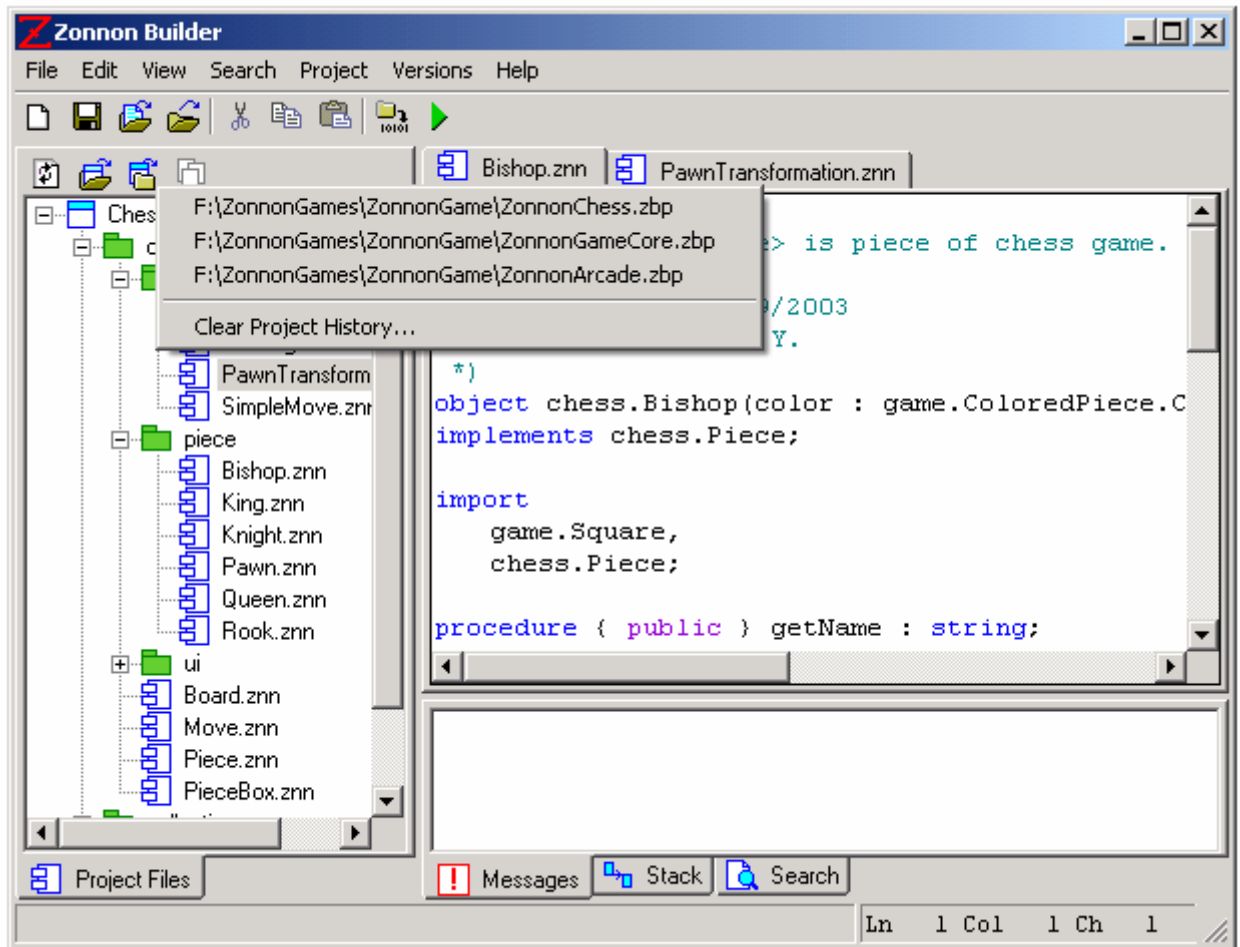 Zonnon Builder
File Edit View Search Project Versions Help
Bishop.znn PawnTransformation.znn
F:\ZonnonGames\ZonnonGame\ZonnonChess.zbp
F:\ZonnonGames\ZonnonGame\ZonnonGameCore.zbp
F:\ZonnonGames\ZonnonGame\ZonnonArcade.zbp
Clear Project History...
Ches
PawnTransform
SimpleMove.znn
piece
Bishop.znn
King.znn
Knight.znn
Pawn.znn
Queen.znn
Rook.znn
ui
Board.znn
Move.znn
Piece.znn
PieceBox.znn
Project Files
> is piece of chess game.
9/2003
Y.
*)
object chess.Bishop(color : game.ColoredPiece.C
implements chess.Piece;
import
game.Square,
chess.Piece;
procedure { public } getName : string;
Messages Stack Search
Ln 1 Col 1 Ch 1